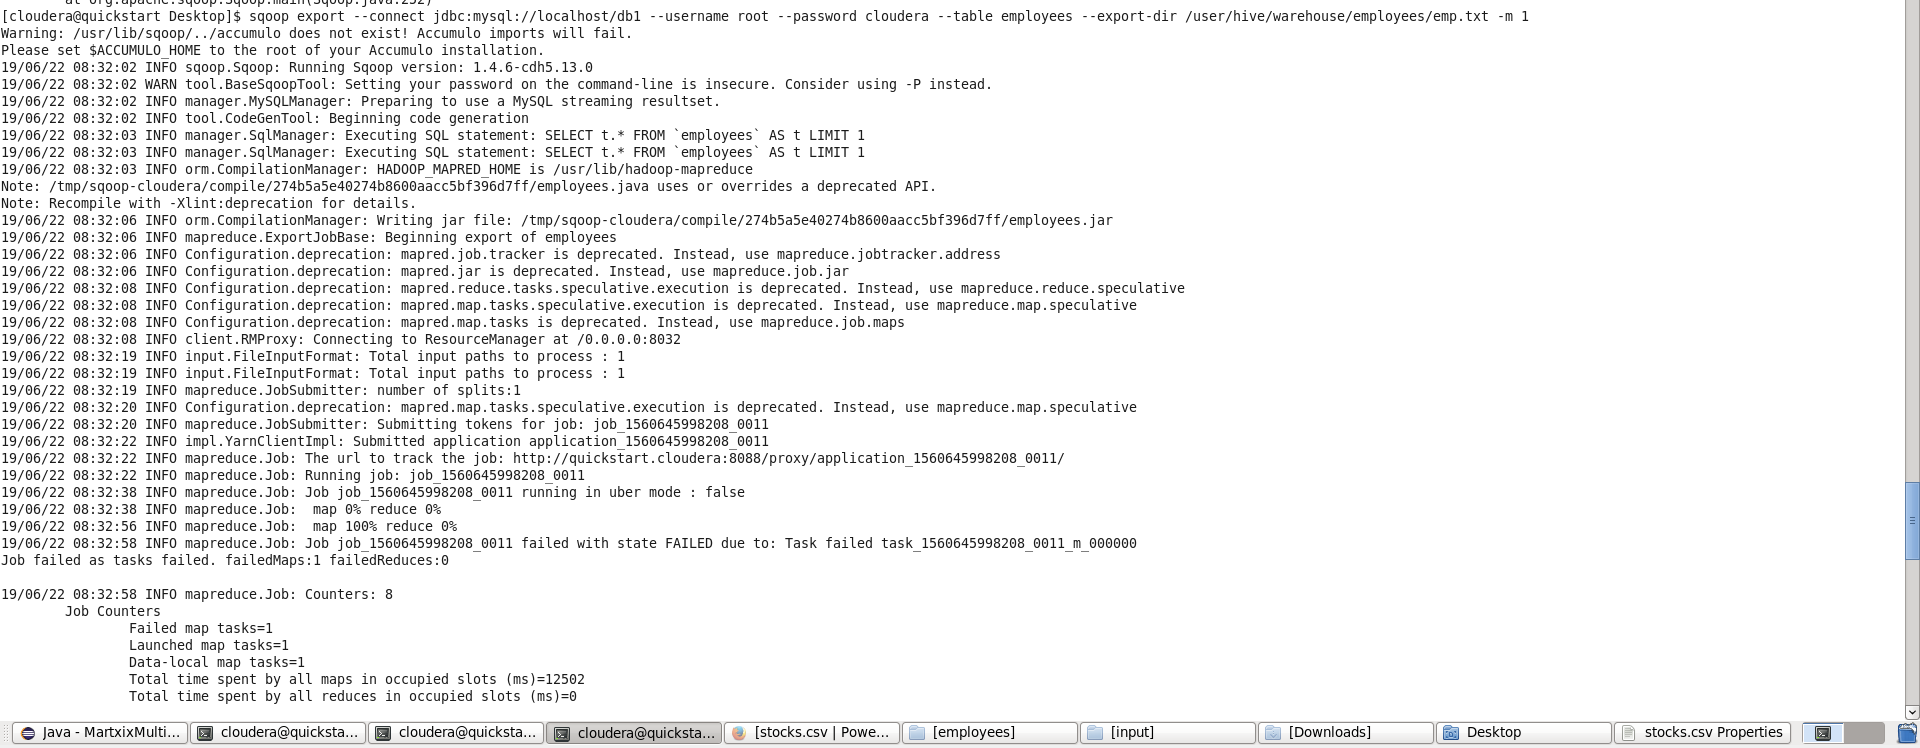 at org.apache.sqoop.Sqoop.main(Sqoop.java:252)
[cloudera@quickstart Desktop]$ sqoop export --connect jdbc:mysql://localhost/db1 --username root --password cloudera --table employees --export-dir /user/hive/warehouse/employees/emp.txt -m 1
Warning: /usr/lib/sqoop/../accumulo does not exist! Accumulo imports will fail.
Please set $ACCUMULO_HOME to the root of your Accumulo installation.
19/06/22 08:32:02 INFO sqoop.Sqoop: Running Sqoop version: 1.4.6-cdh5.13.0
19/06/22 08:32:02 WARN tool.BaseSqoopTool: Setting your password on the command-line is insecure. Consider using -P instead.
19/06/22 08:32:02 INFO manager.MySQLManager: Preparing to use a MySQL streaming resultset.
19/06/22 08:32:02 INFO tool.CodeGenTool: Beginning code generation
19/06/22 08:32:03 INFO manager.SqlManager: Executing SQL statement: SELECT t.* FROM `employees` AS t LIMIT 1
19/06/22 08:32:03 INFO manager.SqlManager: Executing SQL statement: SELECT t.* FROM `employees` AS t LIMIT 1
19/06/22 08:32:03 INFO orm.CompilationManager: HADOOP_MAPRED_HOME is /usr/lib/hadoop-mapreduce
Note: /tmp/sqoop-cloudera/compile/274b5a5e40274b8600aacc5bf396d7ff/employees.java uses or overrides a deprecated API.
Note: Recompile with -Xlint:deprecation for details.
19/06/22 08:32:06 INFO orm.CompilationManager: Writing jar file: /tmp/sqoop-cloudera/compile/274b5a5e40274b8600aacc5bf396d7ff/employees.jar
19/06/22 08:32:06 INFO mapreduce.ExportJobBase: Beginning export of employees
19/06/22 08:32:06 INFO Configuration.deprecation: mapred.job.tracker is deprecated. Instead, use mapreduce.jobtracker.address
19/06/22 08:32:06 INFO Configuration.deprecation: mapred.jar is deprecated. Instead, use mapreduce.job.jar
19/06/22 08:32:08 INFO Configuration.deprecation: mapred.reduce.tasks.speculative.execution is deprecated. Instead, use mapreduce.reduce.speculative
19/06/22 08:32:08 INFO Configuration.deprecation: mapred.map.tasks.speculative.execution is deprecated. Instead, use mapreduce.map.speculative
19/06/22 08:32:08 INFO Configuration.deprecation: mapred.map.tasks is deprecated. Instead, use mapreduce.job.maps
19/06/22 08:32:08 INFO client.RMProxy: Connecting to ResourceManager at /0.0.0.0:8032
19/06/22 08:32:19 INFO input.FileInputFormat: Total input paths to process : 1
19/06/22 08:32:19 INFO input.FileInputFormat: Total input paths to process : 1
19/06/22 08:32:19 INFO mapreduce.JobSubmitter: number of splits:1
19/06/22 08:32:20 INFO Configuration.deprecation: mapred.map.tasks.speculative.execution is deprecated. Instead, use mapreduce.map.speculative
19/06/22 08:32:20 INFO mapreduce.JobSubmitter: Submitting tokens for job: job_1560645998208_0011
19/06/22 08:32:22 INFO impl.YarnClientImpl: Submitted application application_1560645998208_0011
19/06/22 08:32:22 INFO mapreduce.Job: The url to track the job: http://quickstart.cloudera:8088/proxy/application_1560645998208_0011/
19/06/22 08:32:22 INFO mapreduce.Job: Running job: job_1560645998208_0011
19/06/22 08:32:38 INFO mapreduce.Job: Job job_1560645998208_0011 running in uber mode : false
19/06/22 08:32:38 INFO mapreduce.Job:  map 0% reduce 0%
19/06/22 08:32:56 INFO mapreduce.Job:  map 100% reduce 0%
19/06/22 08:32:58 INFO mapreduce.Job: Job job_1560645998208_0011 failed with state FAILED due to: Task failed task_1560645998208_0011_m_000000
Job failed as tasks failed. failedMaps:1 failedReduces:0
19/06/22 08:32:58 INFO mapreduce.Job: Counters: 8
Job Counters
Failed map tasks=1
Launched map tasks=1
Data-local map tasks=1
Total time spent by all maps in occupied slots (ms)=12502
Total time spent by all reduces in occupied slots (ms)=0
Java - MartxixMulti... cloudera@quicksta... cloudera@quicksta... cloudera@quicksta... [stocks.csv | Powe... [employees] [input] [Downloads] Desktop stocks.csv Properties